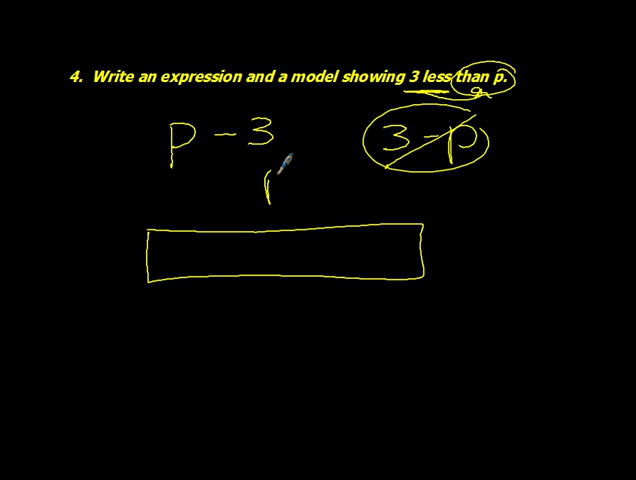 4. Write an expression and a model showing 3 less than p.
p - 3
3 - p